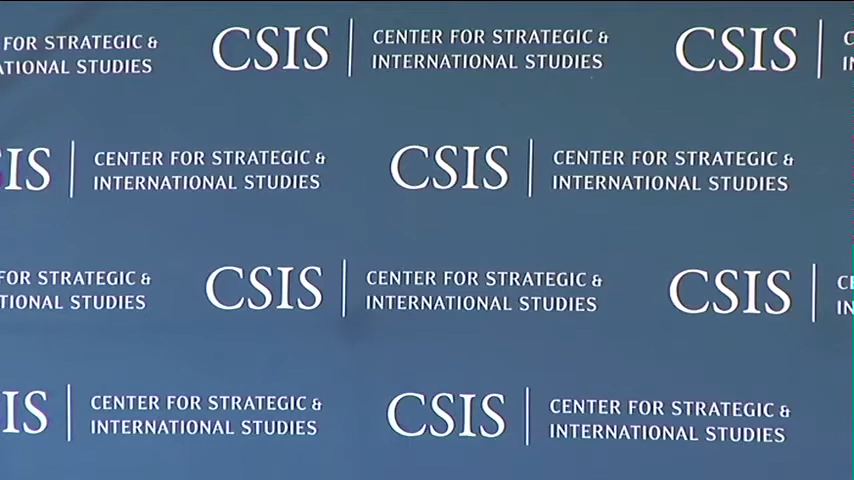 FOR STRATEGIC &
CSIS
CENTER FOR STRATEGIC &
CSIS
INTERNATIONAL STUDIES
STUDIES
CENTER FOR STRATEGIC &
CSIS
CENTER FOR STRATEGIC &
INTERNATIONAL STUDIES
INTERNATIONAL STUDIES
FOR STRATEGIC &
CSIS
CENTER FOR STRATEGIC &
CSIS
STUDIES
INTERNATIONAL STUDIES
CENTER FOR STRATEGIC &
CSIS
CENTER FOR STRATEGIC &
INTERNATIONAL STUDIES
INTERNATIONAL STUDIES